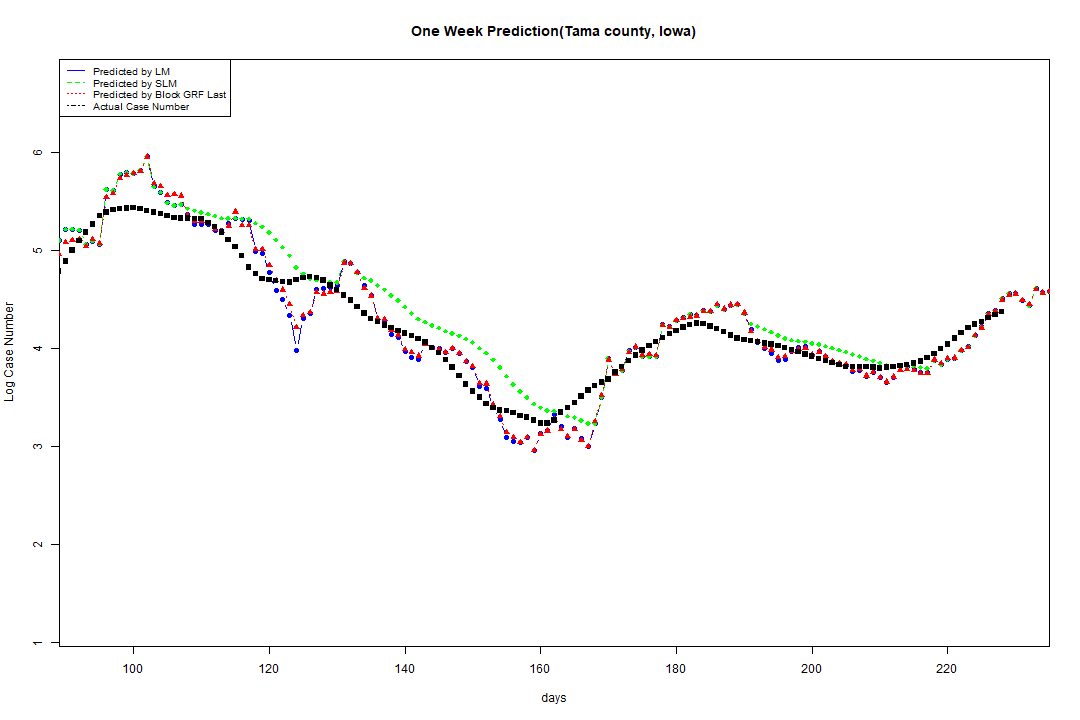 One Week Prediction(Tama county, Iowa)
Predicted by LM
Predicted by SLM
Predicted by Block GRF Last
Actual Case Number
6
5
4
3
2
1
Log Case Number
100 120 140 160 180 200 220
days